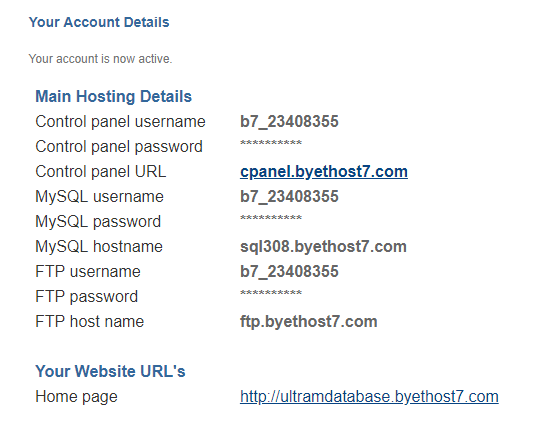 Your Account Details
Your account is now active.
Main Hosting Details
Control panel username b7_23408355
Control panel password **********
Control panel URL cpanel.byethost7.com
MySQL username b7_23408355
MySQL password **********
MySQL hostname sql308.byethost7.com
FTP username b7_23408355
FTP password **********
FTP host name ftp.byethost7.com
Your Website URL's
Home page http://ultramdatabase.byethost7.com